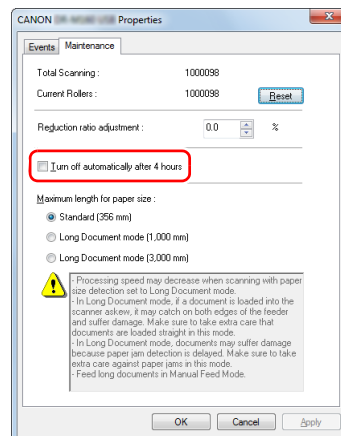 CANON Properties
Events Maintenance
Total Scanning : 1000098
Current Rollers : 1000098 Reset
Reduction ratio adjustment : 0.0 %
Turn off automatically after 4 hours
Maximum length for paper size :
Standard (356 mm)
Long Document mode (1,000 mm)
Long Document mode (3,000 mm)
- Processing speed may decrease when scanning with paper
size detection set to Long Document mode.
- In Long Document mode, if a document is loaded into the
scanner askew, it may catch on both edges of the feeder
and suffer damage. Make sure to take extra care that
documents are loaded straight in this mode.
- In Long Document mode, documents may suffer damage
because paper jam detection is delayed. Make sure to take
extra care against paper jams in this mode.
- Feed long documents in Manual Feed Mode.
OK Cancel Apply